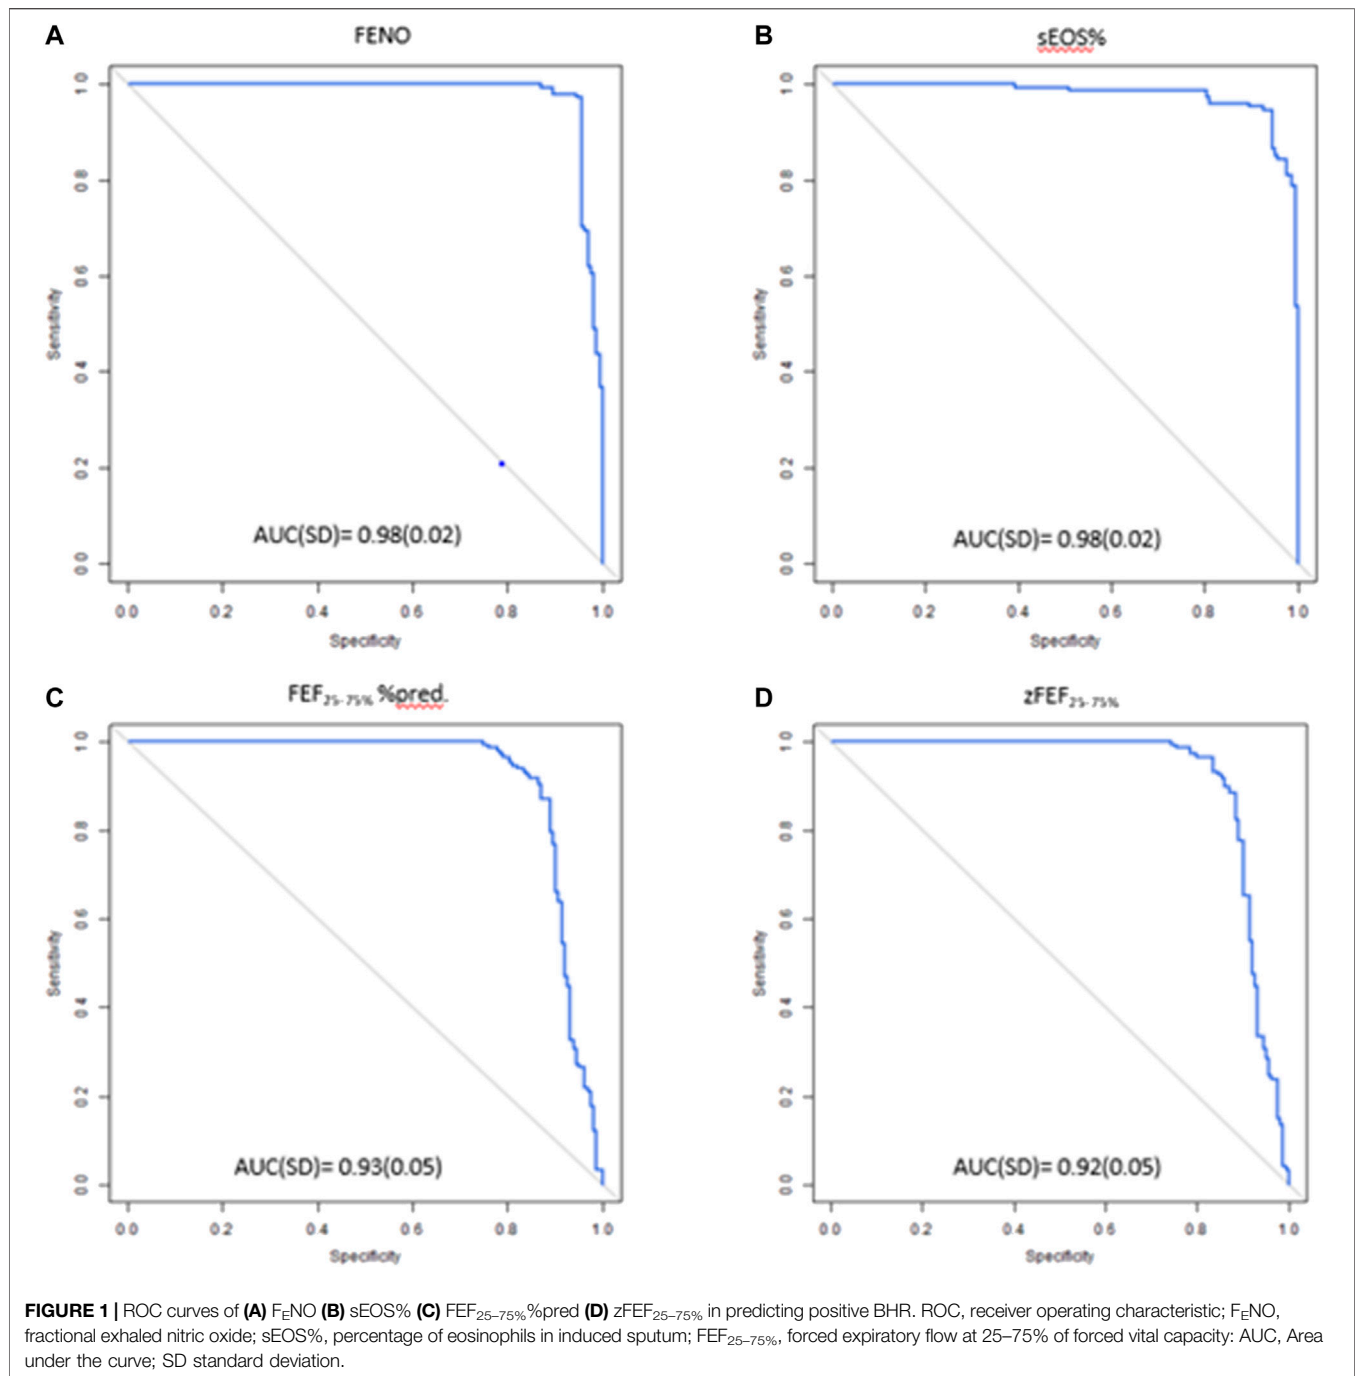 A
FENO
1.0
0.8
0.6
0.4
0.2
0.0
Sensitivity
AUC(SD)= 0.98(0.02)
0.0 0.2 0.4 0.6 0.8 1.0
Specificity
B
sEOS%
1.0
0.8
0.6
0.4
0.2
0.0
Sensitivity
AUC(SD)= 0.98(0.02)
0.0 0.2 0.4 0.6 0.8 1.0
Specificity
C
FEF25-75% %pred.
1.0
0.8
0.6
0.4
0.2
0.0
Sensitivity
AUC(SD)= 0.93(0.05)
0.0 0.2 0.4 0.6 0.8 1.0
Specificity
D
zFEF25-75%
1.0
0.8
0.6
0.4
0.2
0.0
Sensitivity
AUC(SD)= 0.92(0.05)
0.0 0.2 0.4 0.6 0.8 1.0
Specificity
FIGURE 1 | ROC curves of (A) FENO (B) sEOS% (C) FEF25–75%%pred (D) zFEF25–75% in predicting positive BHR. ROC, receiver operating characteristic; FENO,
fractional exhaled nitric oxide; sEOS%, percentage of eosinophils in induced sputum; FEF25–75%, forced expiratory flow at 25–75% of forced vital capacity: AUC, Area
under the curve; SD standard deviation.